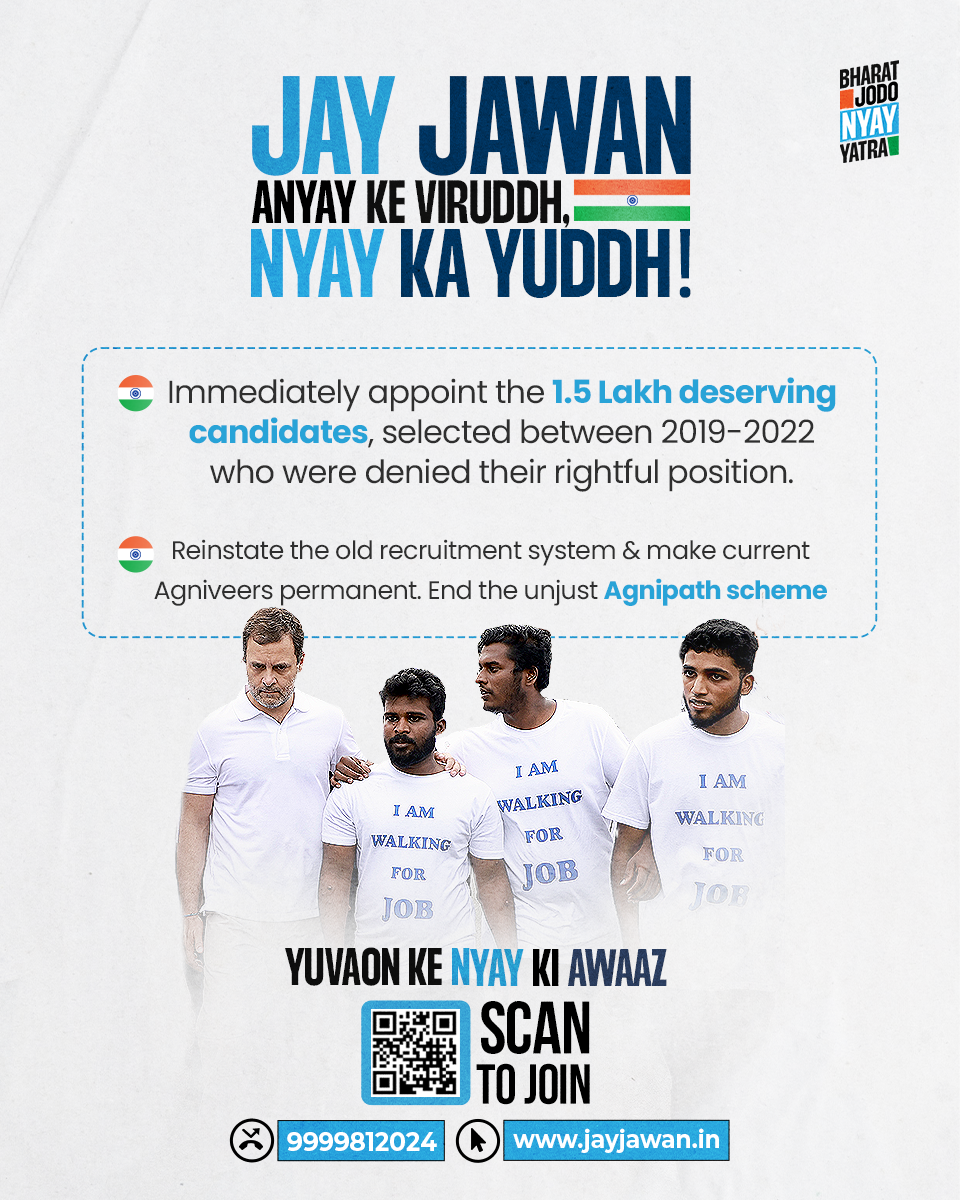 BHARAT
JODO
NYAY
YATRA
JAY JAWAN
ANYAY KE VIRUDDH,
NYAY KA YUDDH!
Immediately appoint the 1.5 Lakh deserving
candidates, selected between 2019-2022
who were denied their rightful position.
Reinstate the old recruitment system & make current
Agniveers permanent. End the unjust Agnipath scheme
I AM
WALKING
FOR
JOB
I AM
WALKING
FOR
JOB
I AM
WALKING
FOR
JOB
YUVAON KE NYAY KI AWAAZ
SCAN
TO JOIN
9999812024
www.jayjawan.in